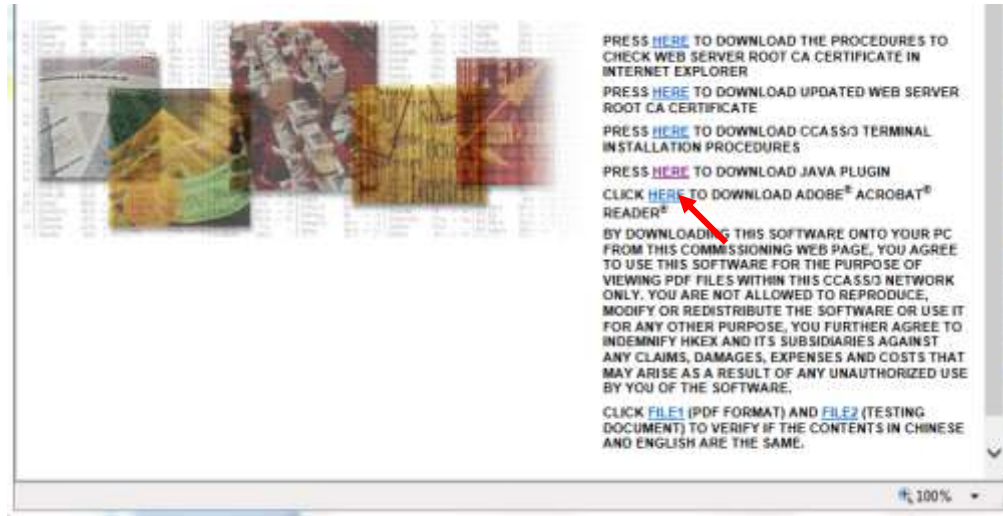 PRESS HERE TO DOWNLOAD THE PROCEDURES TO
CHECK WEB SERVER ROOT CA CERTIFICATE IN
INTERNET EXPLORER
PRESS HERE TO DOWNLOAD UPDATED WEB SERVER
ROOT CA CERTIFICATE
PRESS HERE TO DOWNLOAD CCASS/3 TERMINAL
INSTALLATION PROCEDURES
PRESS HERE TO DOWNLOAD JAVA PLUGIN
CLICK HERE TO DOWNLOAD ADOBE® ACROBAT®
READER®
BY DOWNLOADING THIS SOFTWARE ONTO YOUR PC
FROM THIS COMMISSIONING WEB PAGE, YOU AGREE
TO USE THIS SOFTWARE FOR THE PURPOSE OF
VIEWING PDF FILES WITHIN THIS CCASS/3 NETWORK
ONLY. YOU ARE NOT ALLOWED TO REPRODUCE,
MODIFY OR REDISTRIBUTE THE SOFTWARE OR USE IT
FOR ANY OTHER PURPOSE, YOU FURTHER AGREE TO
INDEMNIFY HKEX AND ITS SUBSIDIARIES AGAINST
ANY CLAIMS, DAMAGES, EXPENSES AND COSTS THAT
MAY ARISE AS A RESULT OF ANY UNAUTHORIZED USE
BY YOU OF THE SOFTWARE.
CLICK FILE1 (PDF FORMAT) AND FILE2 (TESTING
DOCUMENT) TO VERIFY IF THE CONTENTS IN CHINESE
AND ENGLISH ARE THE SAME.
100%